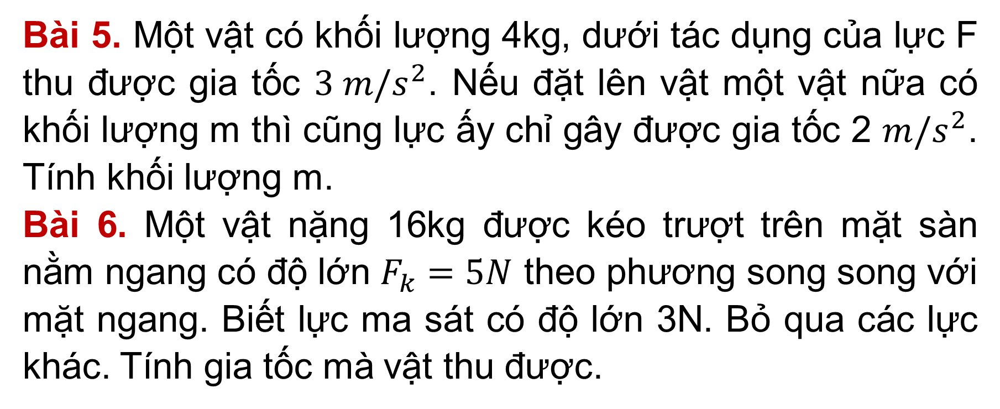 Bài 5. Một vật có khối lượng 4kg, dưới tác dụng của lực F
thu được gia tốc 3 m/s². Nếu đặt lên vật một vật nữa có
khối lượng m thì cũng lực ấy chỉ gây được gia tốc 2 m/s².
Tính khối lượng m.
Bài 6. Một vật nặng 16kg được kéo trượt trên mặt sàn
nằm ngang có độ lớn Fₖ = 5N theo phương song song với
mặt ngang. Biết lực ma sát có độ lớn 3N. Bỏ qua các lực
khác. Tính gia tốc mà vật thu được.